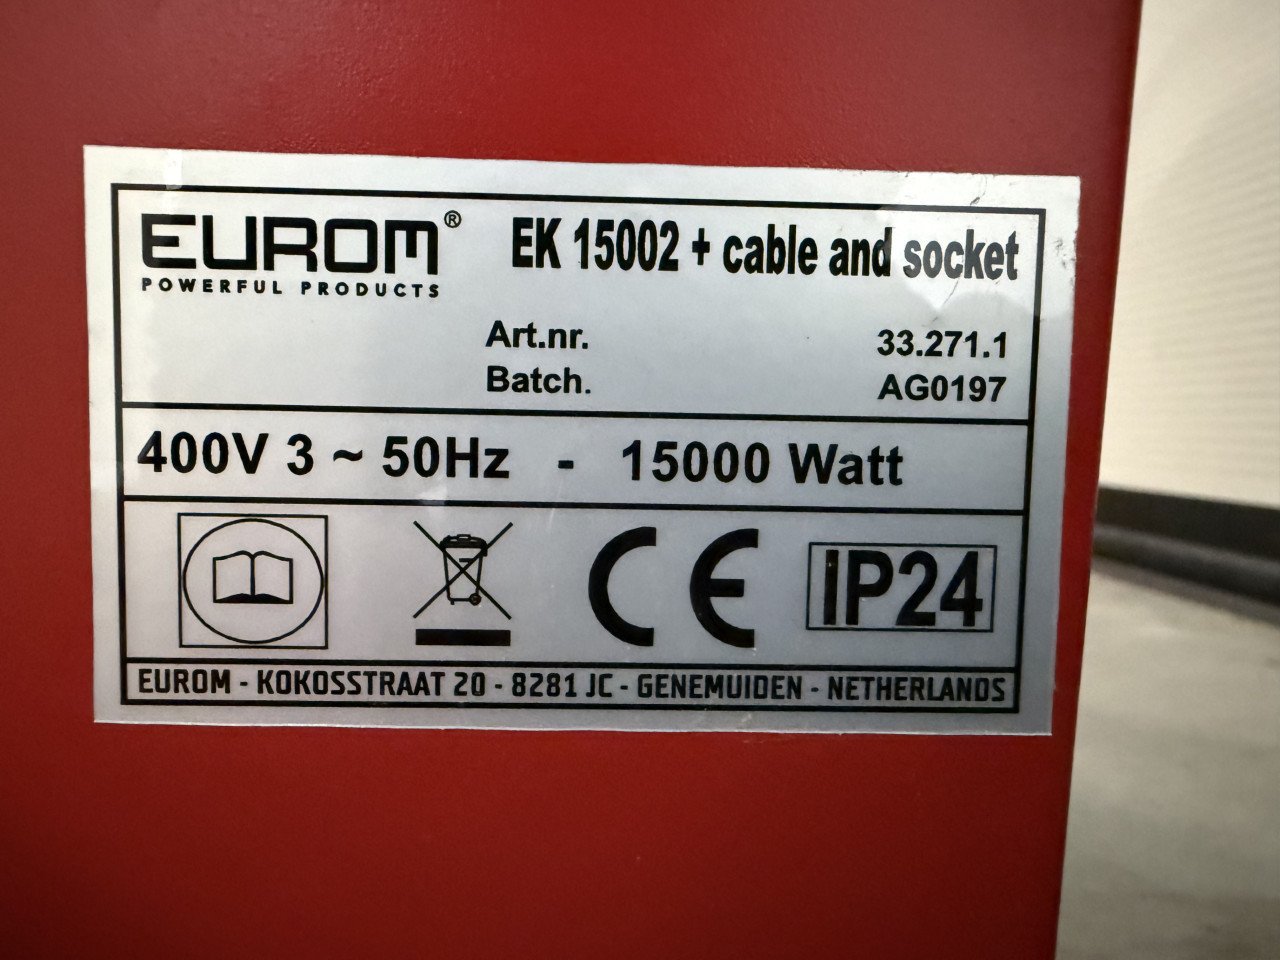 EUROM®
POWERFUL PRODUCTS
EK 15002 + cable and socket
Art.nr. 33.271.1
Batch. AG0197
400V 3 ~ 50Hz - 15000 Watt
CE
IP24
EUROM - KOKOSSTRAAT 20 - 8281 JC - GENEMUIDEN - NETHERLANDS